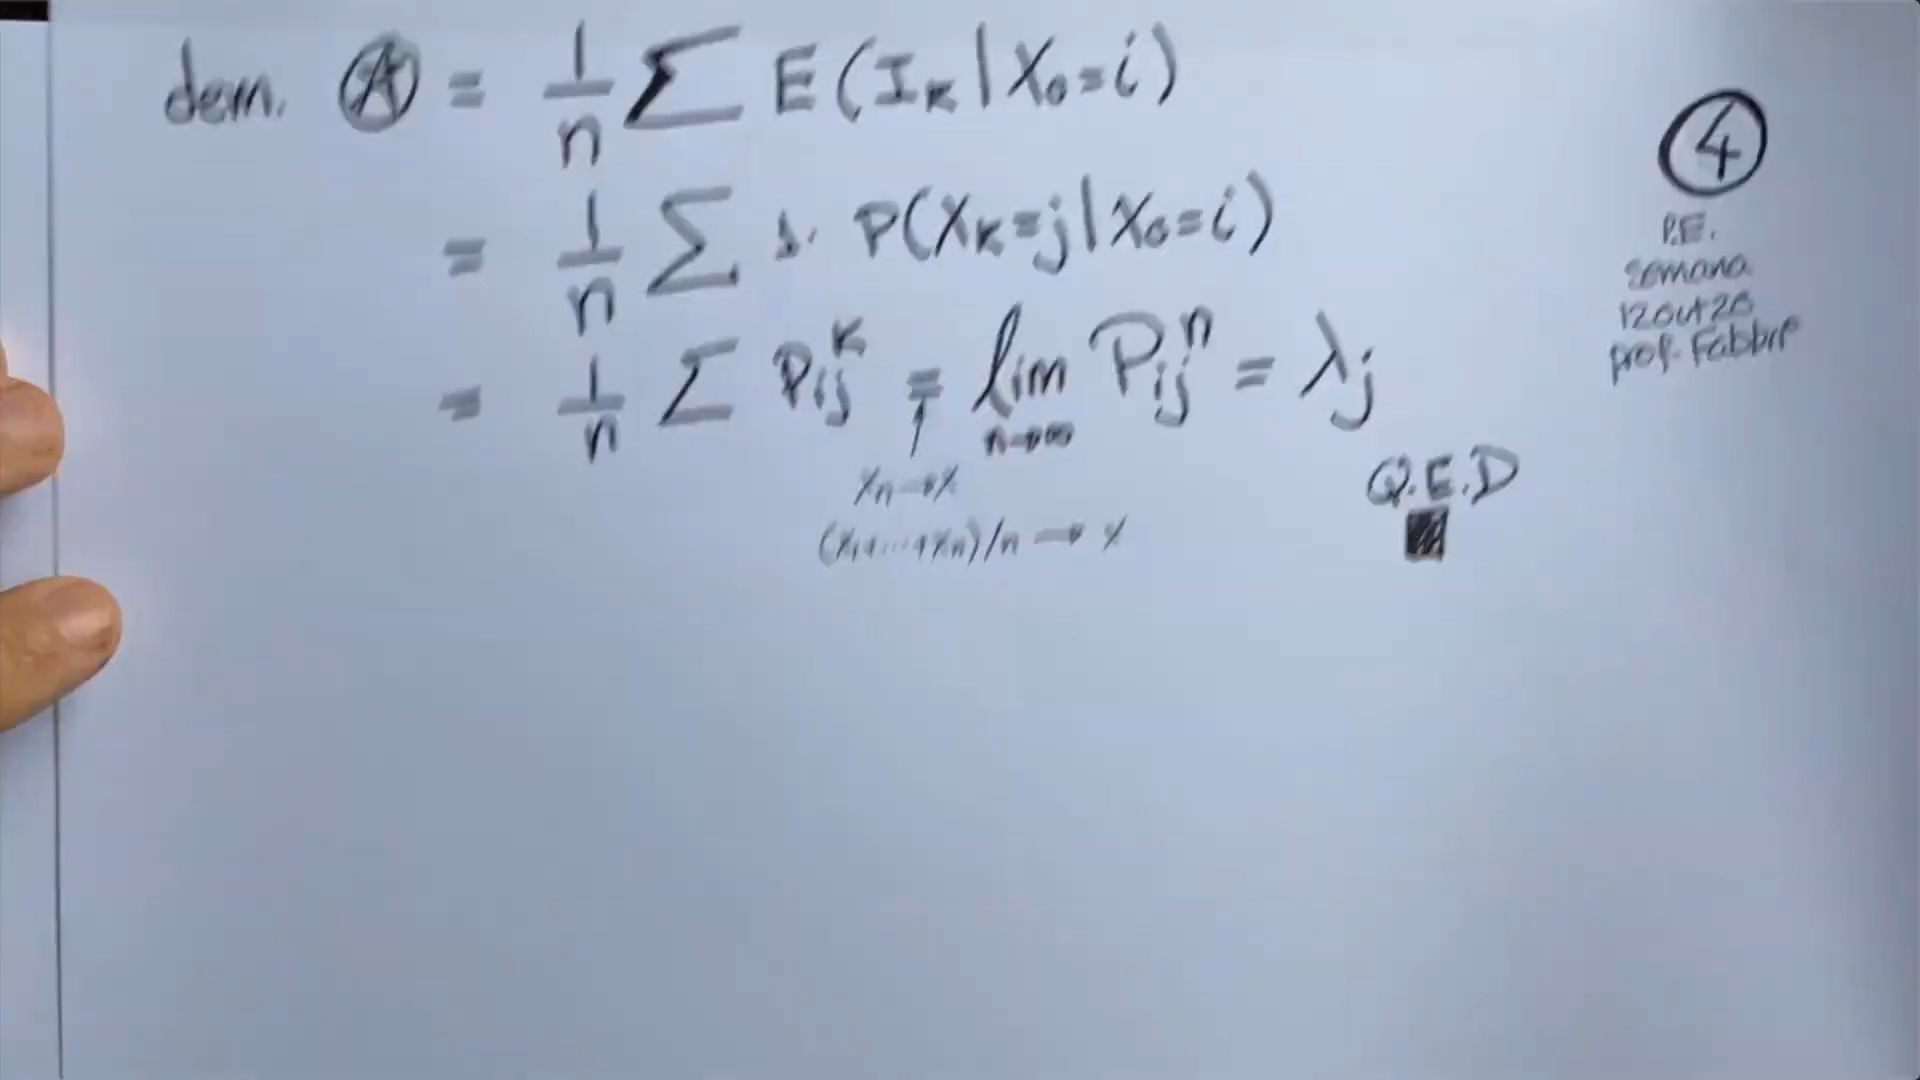 dem. Ⓐ = 1/n ∑ E(I_k | X_0 = i)
= 1/n ∑ 1. P(X_k = j | X_0 = i)
= 1/n ∑ P_ij^k = lim n→∞ P_ij^n = λ_j
↑
x_n → x
(x_1+...+x_n)/n → x
Q.E.D
④
P.E.
semana
12out20
prof. Fabbri